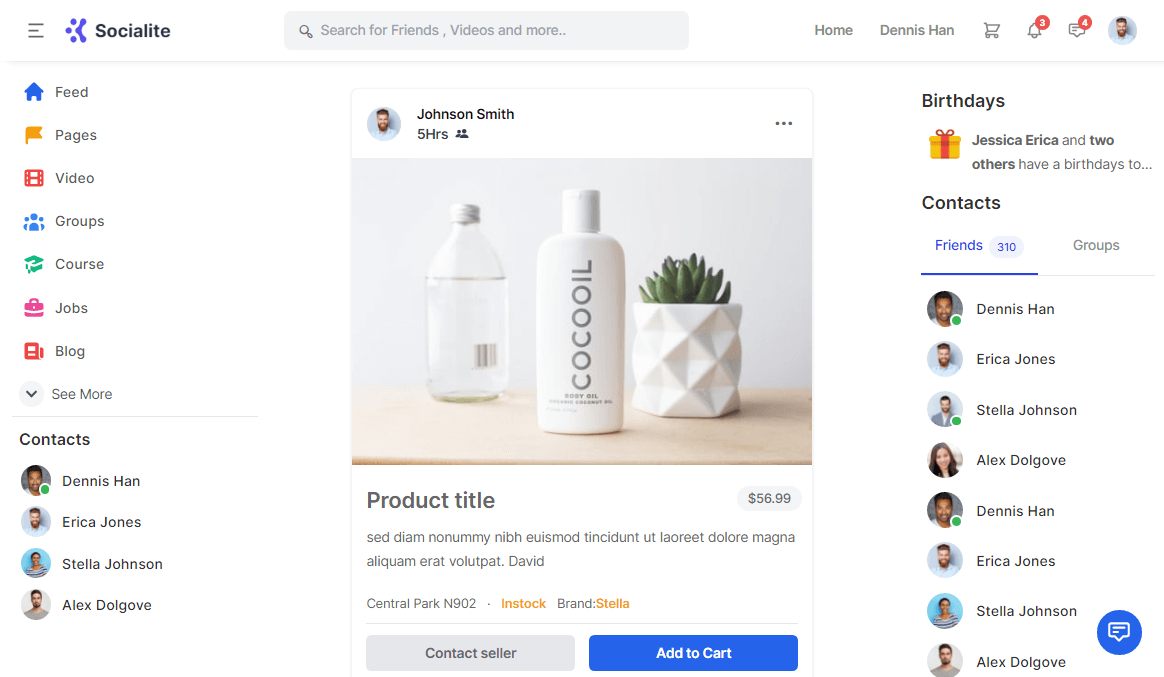 Socialite
Search for Friends , Videos and more..
Home
Dennis Han
3
4
Feed
Pages
Video
Groups
Course
Jobs
Blog
See More
Contacts
Dennis Han
Erica Jones
Stella Johnson
Alex Dolgove
Johnson Smith
5Hrs
COCOOIL
BODY OIL
ORGANIC COCONUT OIL
Product title
$56.99
sed diam nonummy nibh euismod tincidunt ut laoreet dolore magna
aliquam erat volutpat. David
Central Park N902 · Instock Brand:Stella
Contact seller
Add to Cart
Birthdays
Jessica Erica and two
others have a birthdays to...
Contacts
Friends 310
Groups
Dennis Han
Erica Jones
Stella Johnson
Alex Dolgove
Dennis Han
Erica Jones
Stella Johnson
Alex Dolgove